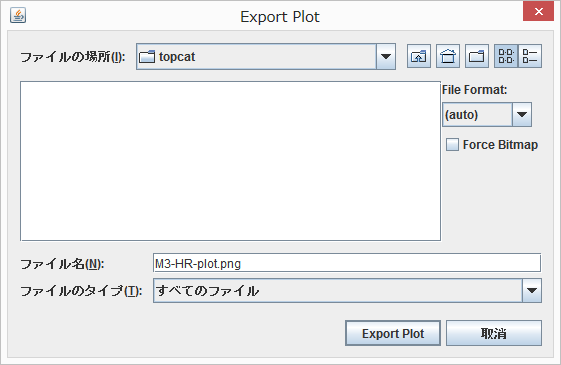 Export Plot
ファイルの場所(I):
topcat
File Format:
(auto)
Force Bitmap
ファイル名(N):
M3-HR-plot.png
ファイルのタイプ(T):
すべてのファイル
Export Plot
取消